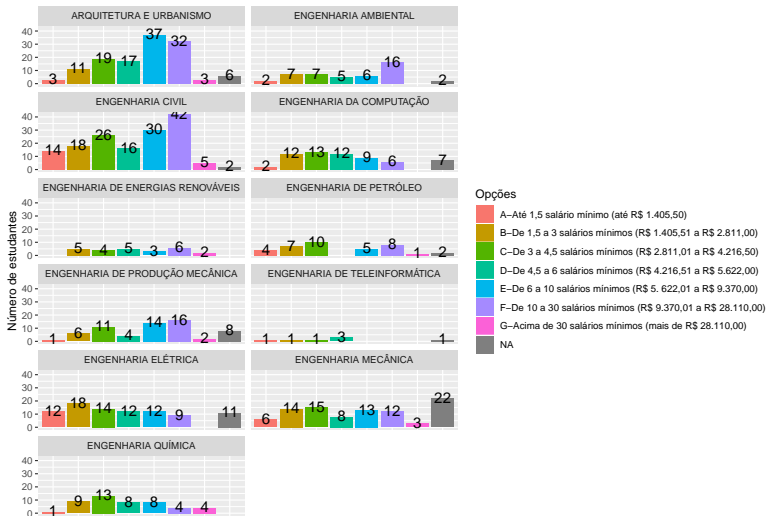 ARQUITETURA E URBANISMO
ENGENHARIA AMBIENTAL
40
30
20
10
0
3 11 19 17 37 32 3 6
2 7 7 5 6 16 2
ENGENHARIA CIVIL
ENGENHARIA DA COMPUTAÇÃO
40
30
20
10
0
14 18 26 16 30 42 5 2
2 12 13 12 9 6 7
ENGENHARIA DE ENERGIAS RENOVÁVEIS
ENGENHARIA DE PETRÓLEO
40
30
20
10
0
5 4 5 3 6 2
4 7 10 5 8 1 2
ENGENHARIA DE PRODUÇÃO MECÂNICA
ENGENHARIA DE TELEINFORMÁTICA
40
30
20
10
0
1 6 11 4 14 16 2 8
1 1 1 3 1
ENGENHARIA ELÉTRICA
ENGENHARIA MECÂNICA
40
30
20
10
0
12 18 14 12 12 9 11
6 14 15 8 13 12 3 22
ENGENHARIA QUÍMICA
40
30
20
10
0
1 9 13 8 8 4 4
Número de estudantes
Opções
A–Até 1,5 salário mínimo (até R$ 1.405,50)
B–De 1,5 a 3 salários mínimos (R$ 1.405,51 a R$ 2.811,00)
C–De 3 a 4,5 salários mínimos (R$ 2.811,01 a R$ 4.216,50)
D–De 4,5 a 6 salários mínimos (R$ 4.216,51 a R$ 5.622,00)
E–De 6 a 10 salários mínimos (R$ 5. 622,01 a R$ 9.370,00)
F–De 10 a 30 salários mínimos (R$ 9.370,01 a R$ 28.110,00)
G–Acima de 30 salários mínimos (mais de R$ 28.110,00)
NA